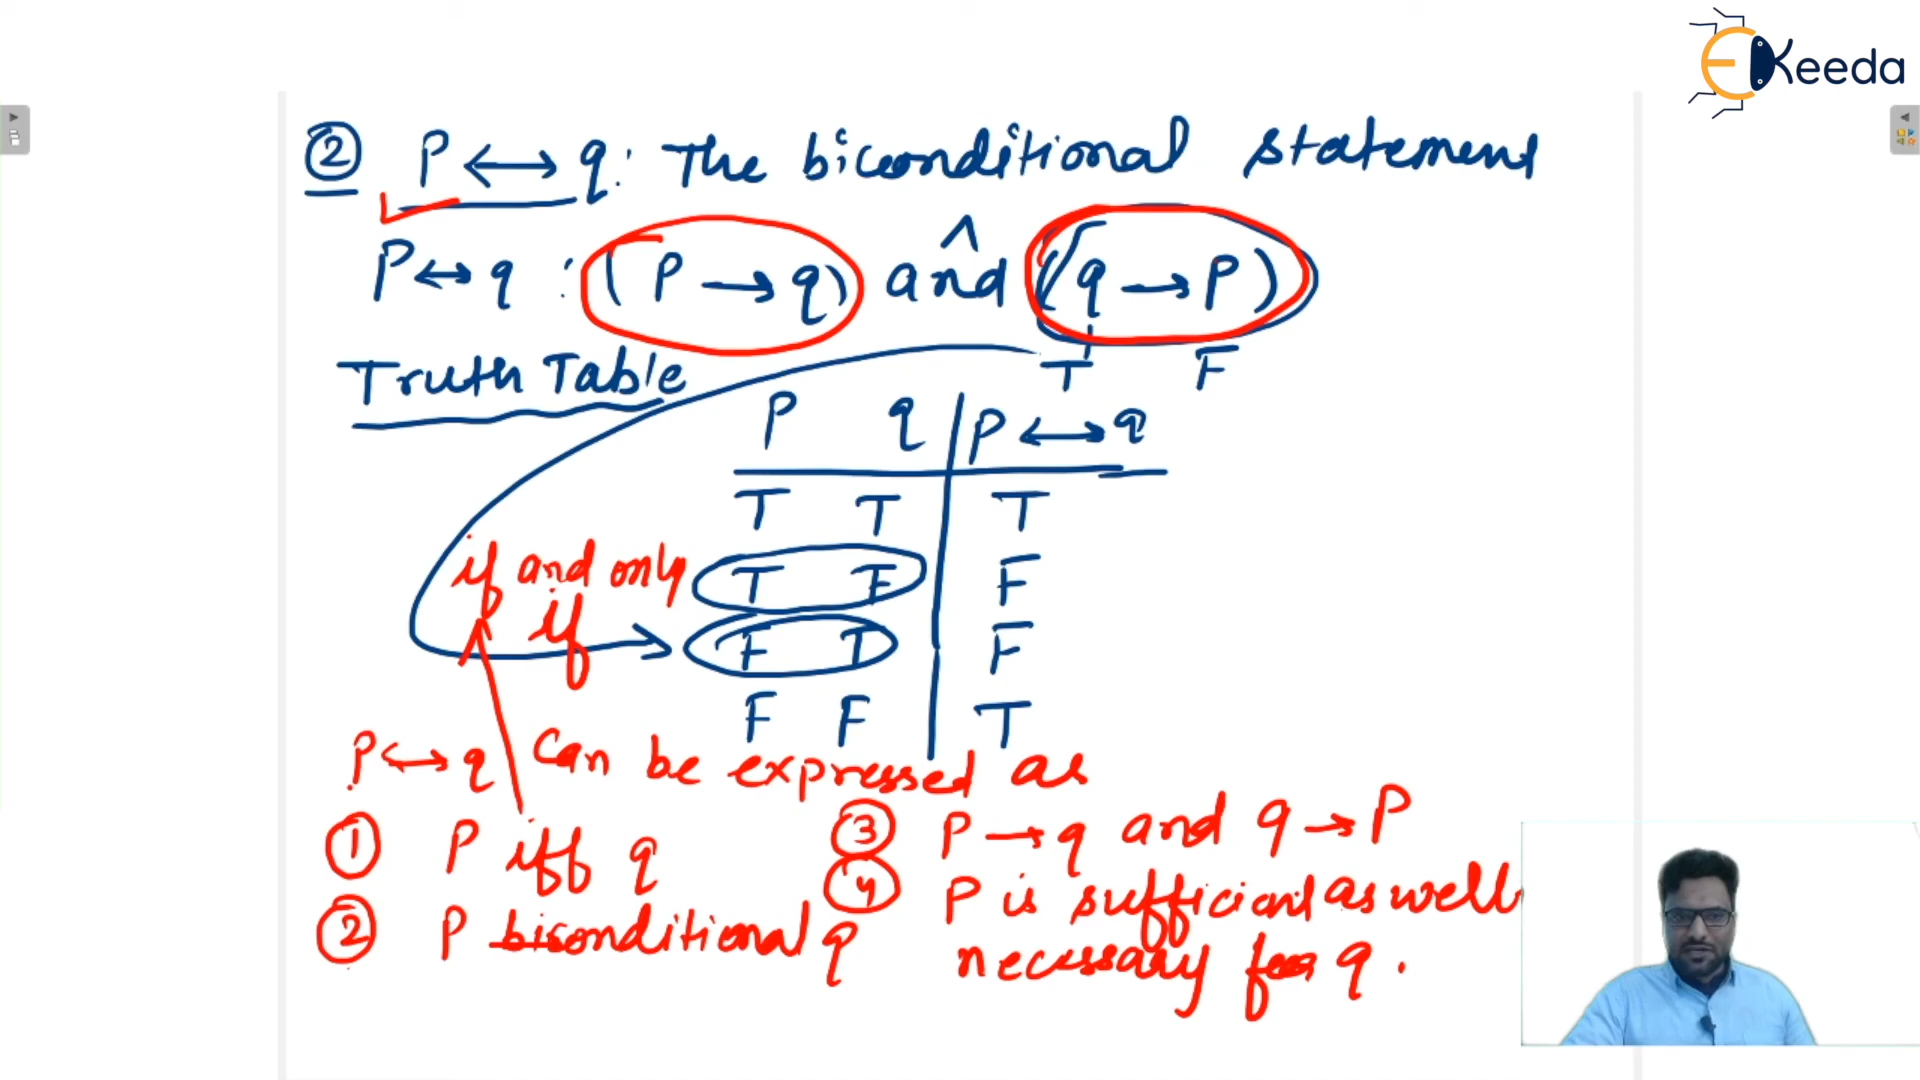 EKeeda
② P ⟷ q : The biconditional statement
P ↔ q : (P → q) and ^ (q → P)
T F
Truth Table
P q | P ⟷ q
T T | T
T F | F
F T | F
F F | T
if and only
if
P ↔ q can be expressed as
① P iff q
② P biconditional q
③ P → q and q → P
④ P is sufficient as well
necessary for q.